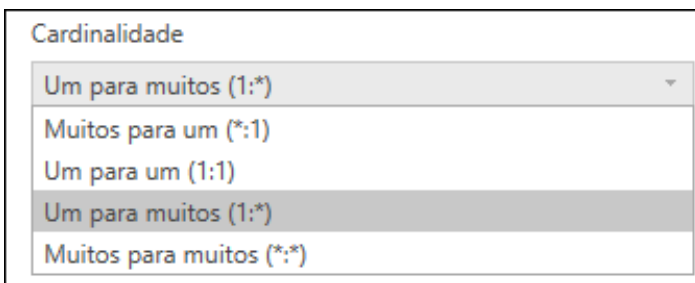 Cardinalidade
Um para muitos (1:*)
Muitos para um (*:1)
Um para um (1:1)
Um para muitos (1:*)
Muitos para muitos (*:*)